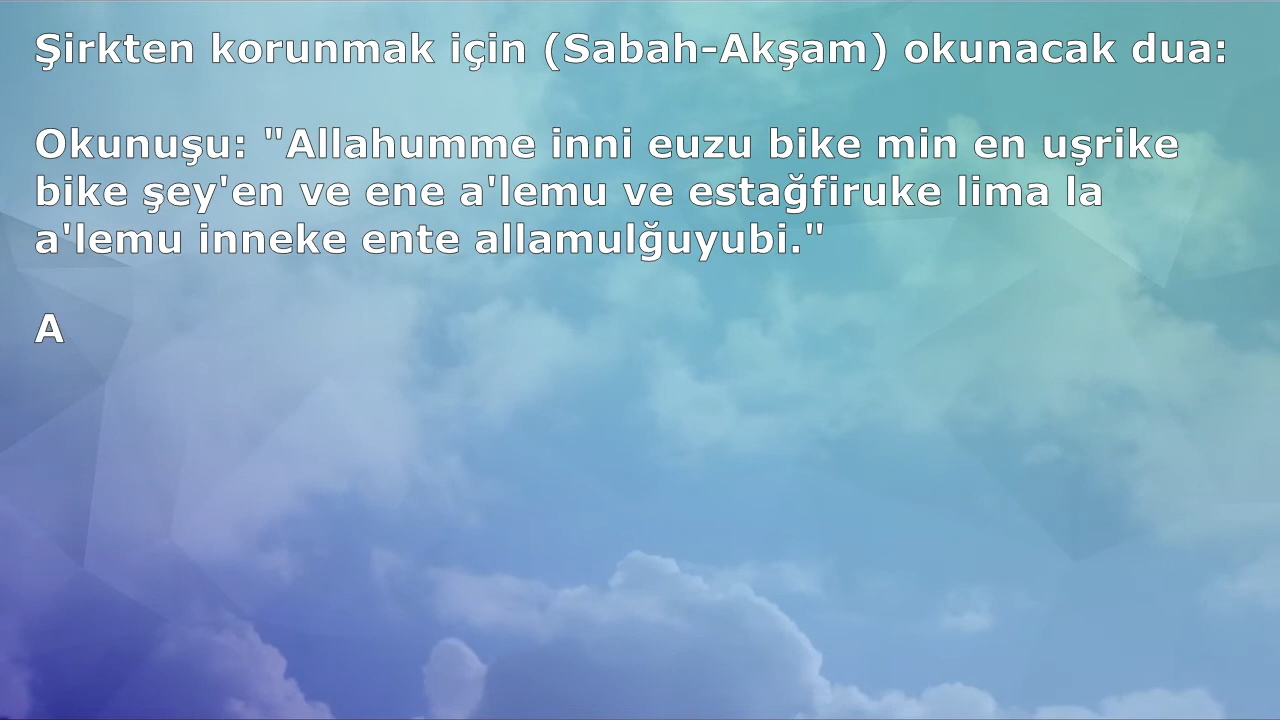 Şirkten korunmak için (Sabah-Akşam) okunacak dua:
Okunuşu: "Allahumme inni euzu bike min en uşrike
bike şey'en ve ene a'lemu ve estağfiruke lima la
a'lemu inneke ente allamulğuyubi."
A